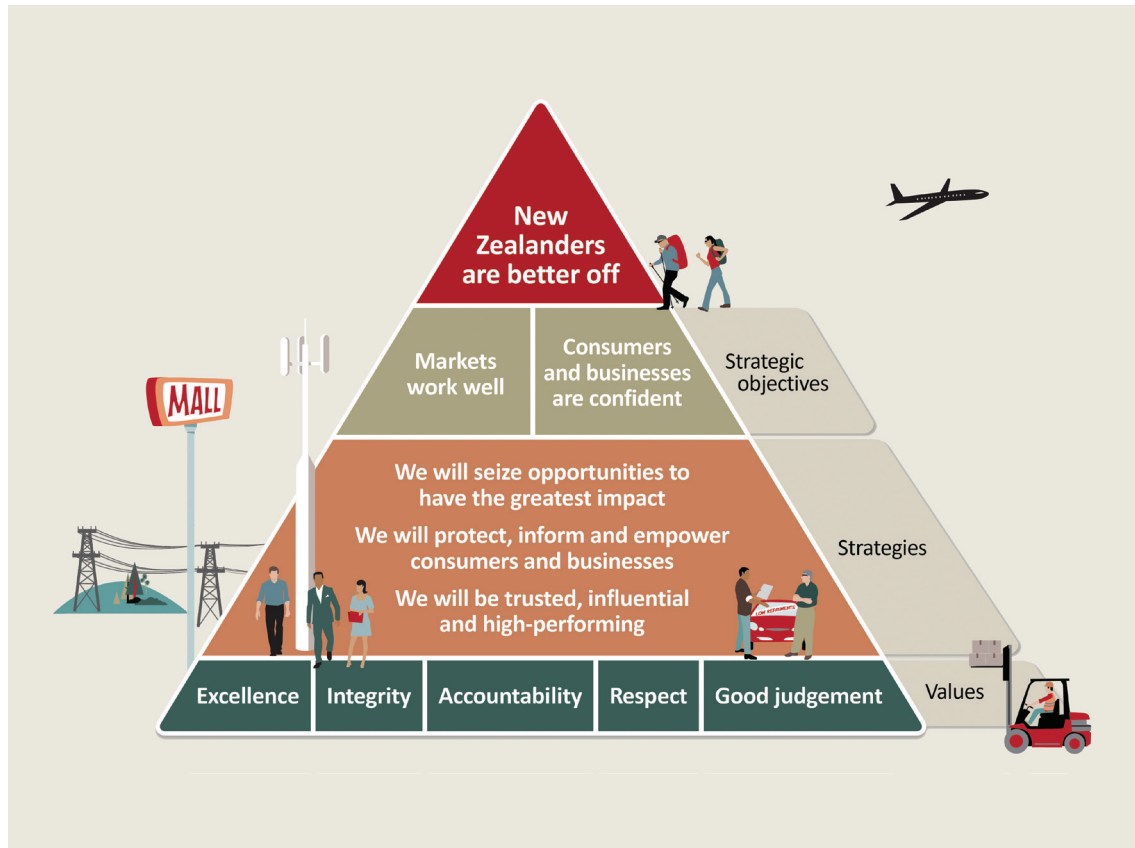 New
Zealanders
are better off
Markets
work well
Consumers
and businesses
are confident
Strategic
objectives
MALL
We will seize opportunities to
have the greatest impact
We will protect, inform and empower
consumers and businesses
We will be trusted, influential
and high-performing
Strategies
LOW REPAYMENTS
Excellence
Integrity
Accountability
Respect
Good judgement
Values